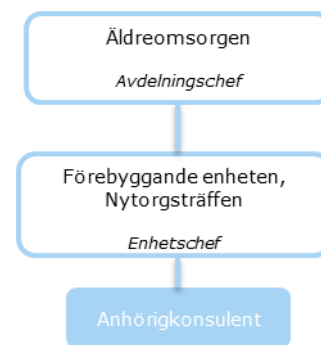 Äldreomsorgen
Avdelningschef
Förebyggande enheten,
Nytorgsträffen
Enhetschef
Anhörigkonsulent